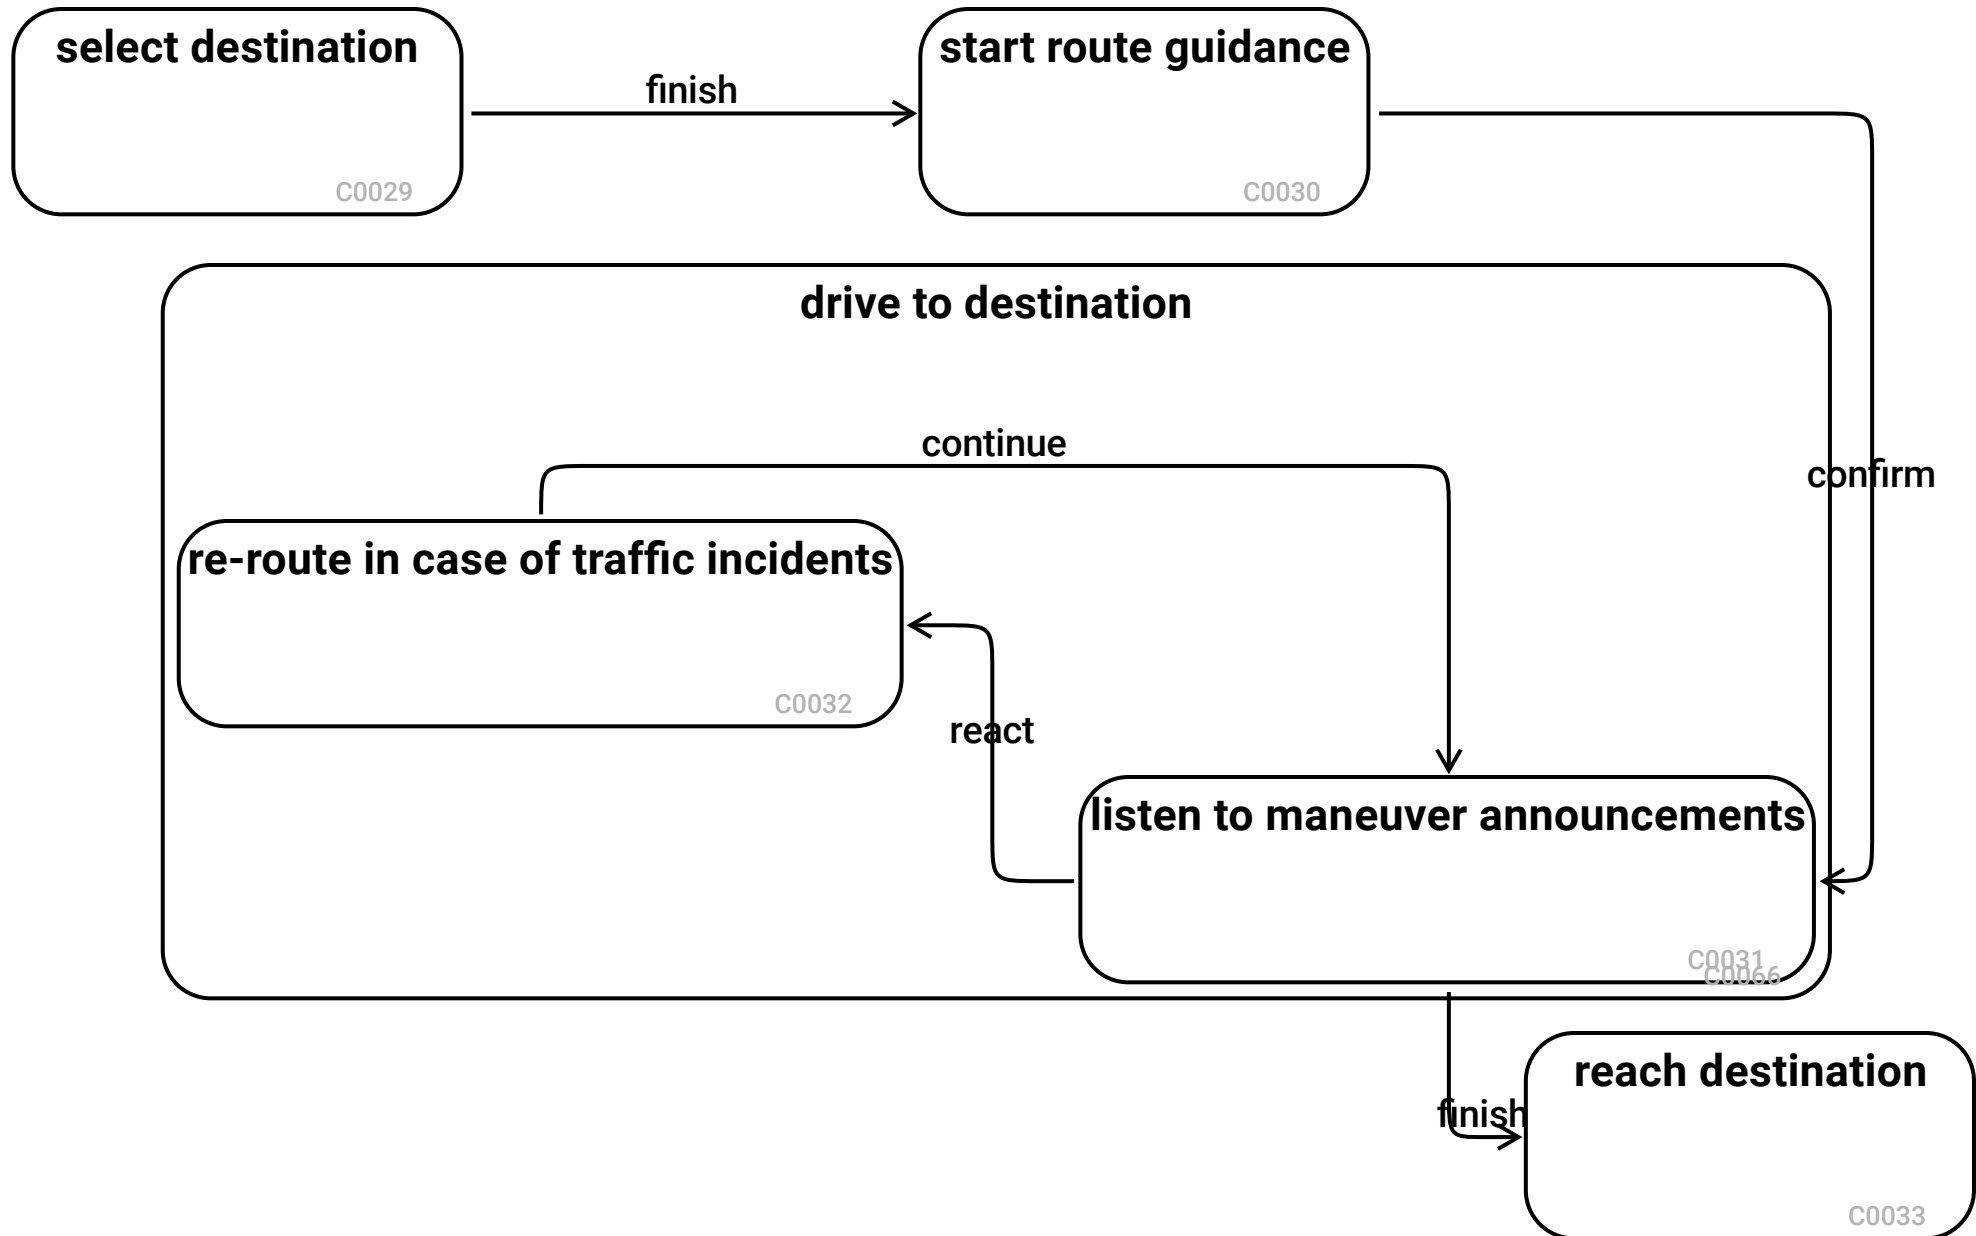 select destination
finish
start route guidance
C0029
C0030
drive to destination
continue
confirm
re-route in case of traffic incidents
C0032
react
listen to maneuver announcements
C0031
C0066
reach destination
finish
C0033